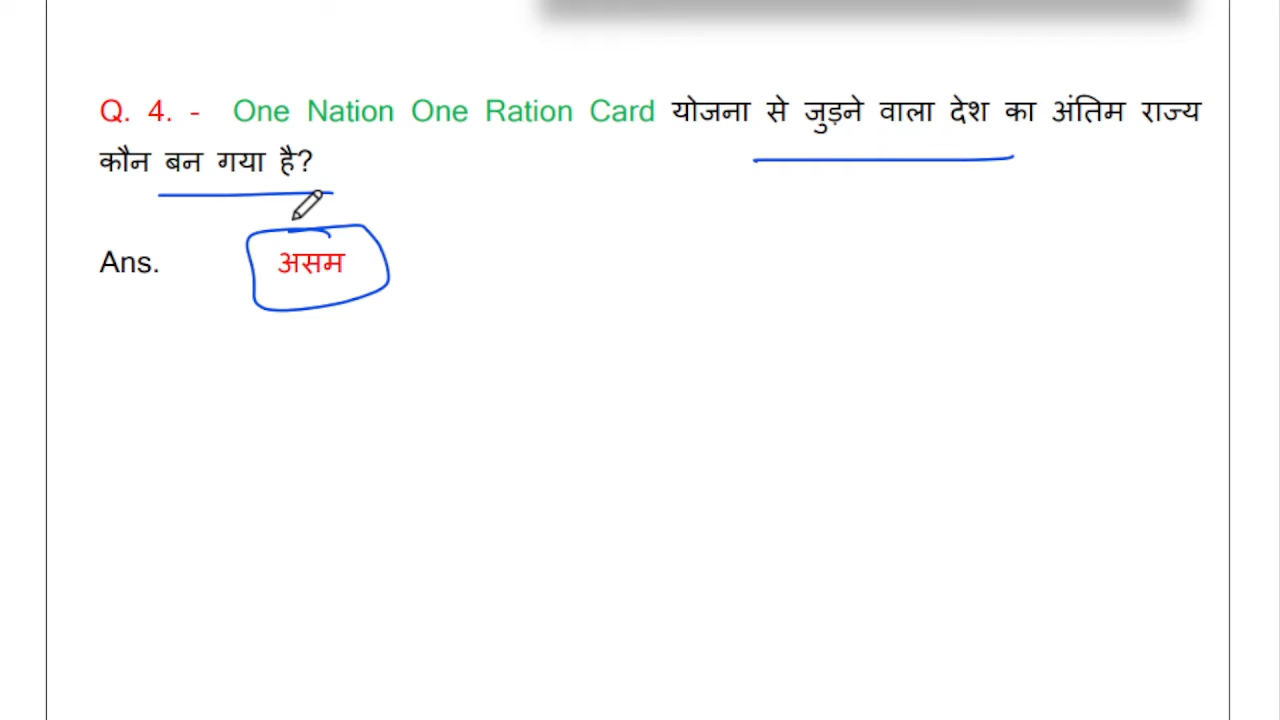 Q. 4. - One Nation One Ration Card योजना से जुड़ने वाला देश का अंतिम राज्य
कौन बन गया है?
Ans. असम